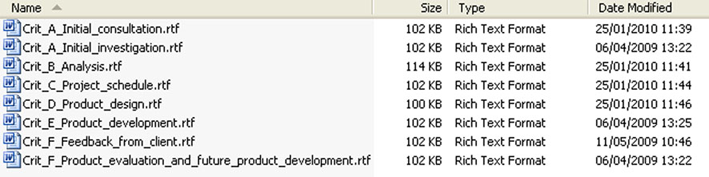 Name Size Type Date Modified
Crit_A_Initial_consultation.rtf 102 KB Rich Text Format 25/01/2010 11:39
Crit_A_Initial_investigation.rtf 102 KB Rich Text Format 06/04/2009 13:22
Crit_B_Analysis.rtf 114 KB Rich Text Format 25/01/2010 11:41
Crit_C_Project_schedule.rtf 102 KB Rich Text Format 25/01/2010 11:44
Crit_D_Product_design.rtf 100 KB Rich Text Format 25/01/2010 11:46
Crit_E_Product_development.rtf 102 KB Rich Text Format 06/04/2009 13:25
Crit_F_Feedback_from_client.rtf 102 KB Rich Text Format 11/05/2009 10:46
Crit_F_Product_evaluation_and_future_product_development.rtf 102 KB Rich Text Format 06/04/2009 13:22